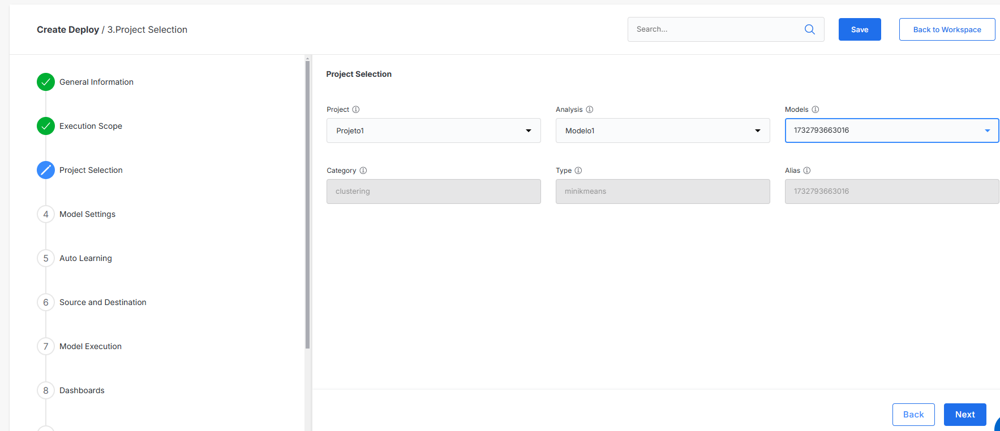 Create Deploy / 3.Project Selection
Search...
Save
Back to Workspace
General Information
Execution Scope
Project Selection
4 Model Settings
5 Auto Learning
6 Source and Destination
7 Model Execution
8 Dashboards
Project Selection
Project
Analysis
Models
Projeto1
Modelo1
1732793663016
Category
Type
Alias
clustering
minikmeans
1732793663016
Back
Next